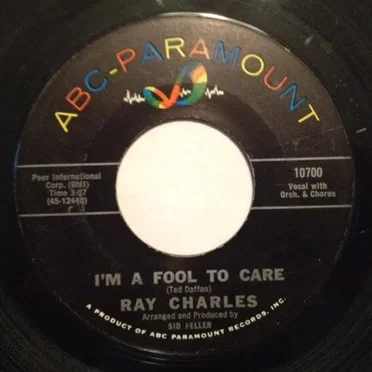 ABC-PARAMOUNT
Peer International
Corp. (BMI)
Time 3:07
(45-12440)
10700
Vocal with
Orch. & Chorus
I'M A FOOL TO CARE
(Ted Daffan)
RAY CHARLES
Arranged and Produced by
SID FELLER
A PRODUCT OF ABC PARAMOUNT RECORDS, INC.